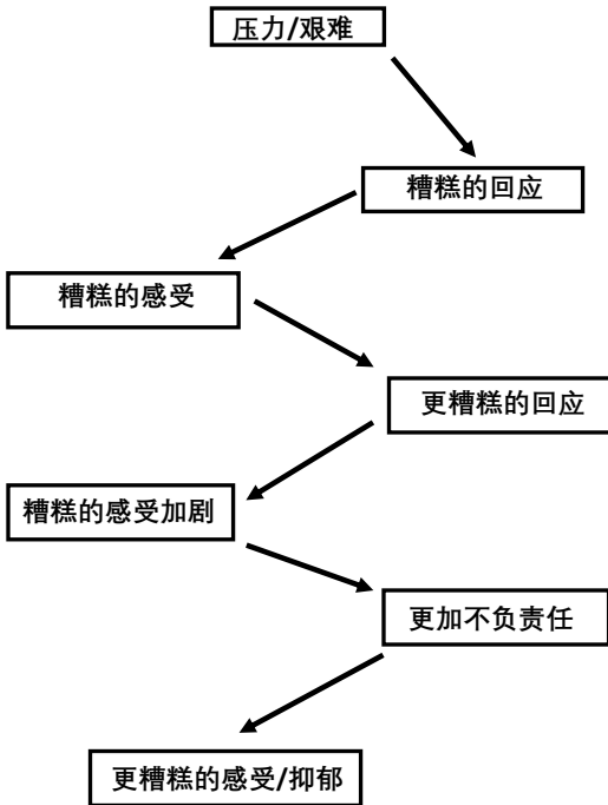 压力/艰难
糟糕的回应
糟糕的感受
更糟糕的回应
糟糕的感受加剧
更加不负责任
更糟糕的感受/抑郁